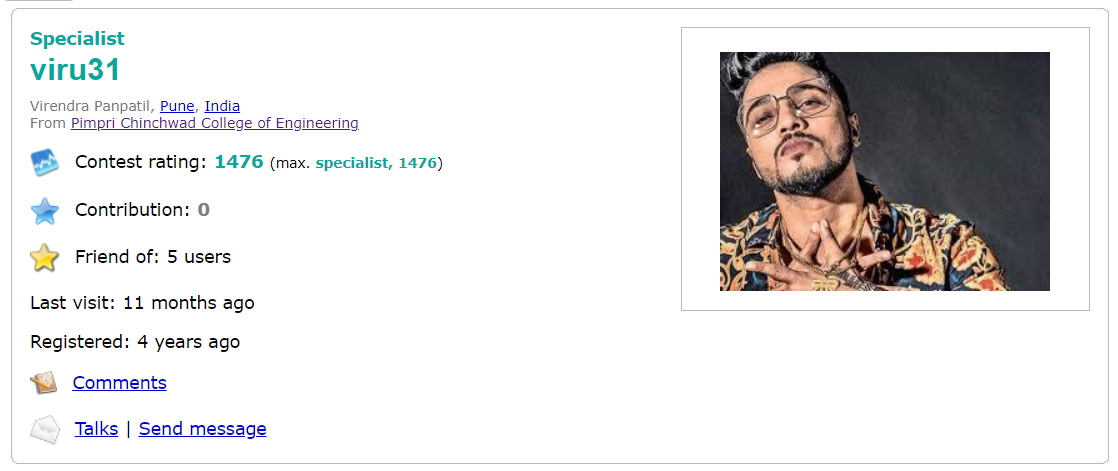 Specialist
viru31
Virendra Panpatil, Pune, India
From Pimpri Chinchwad College of Engineering
Contest rating: 1476 (max. specialist, 1476)
Contribution: 0
Friend of: 5 users
Last visit: 11 months ago
Registered: 4 years ago
Comments
Talks | Send message